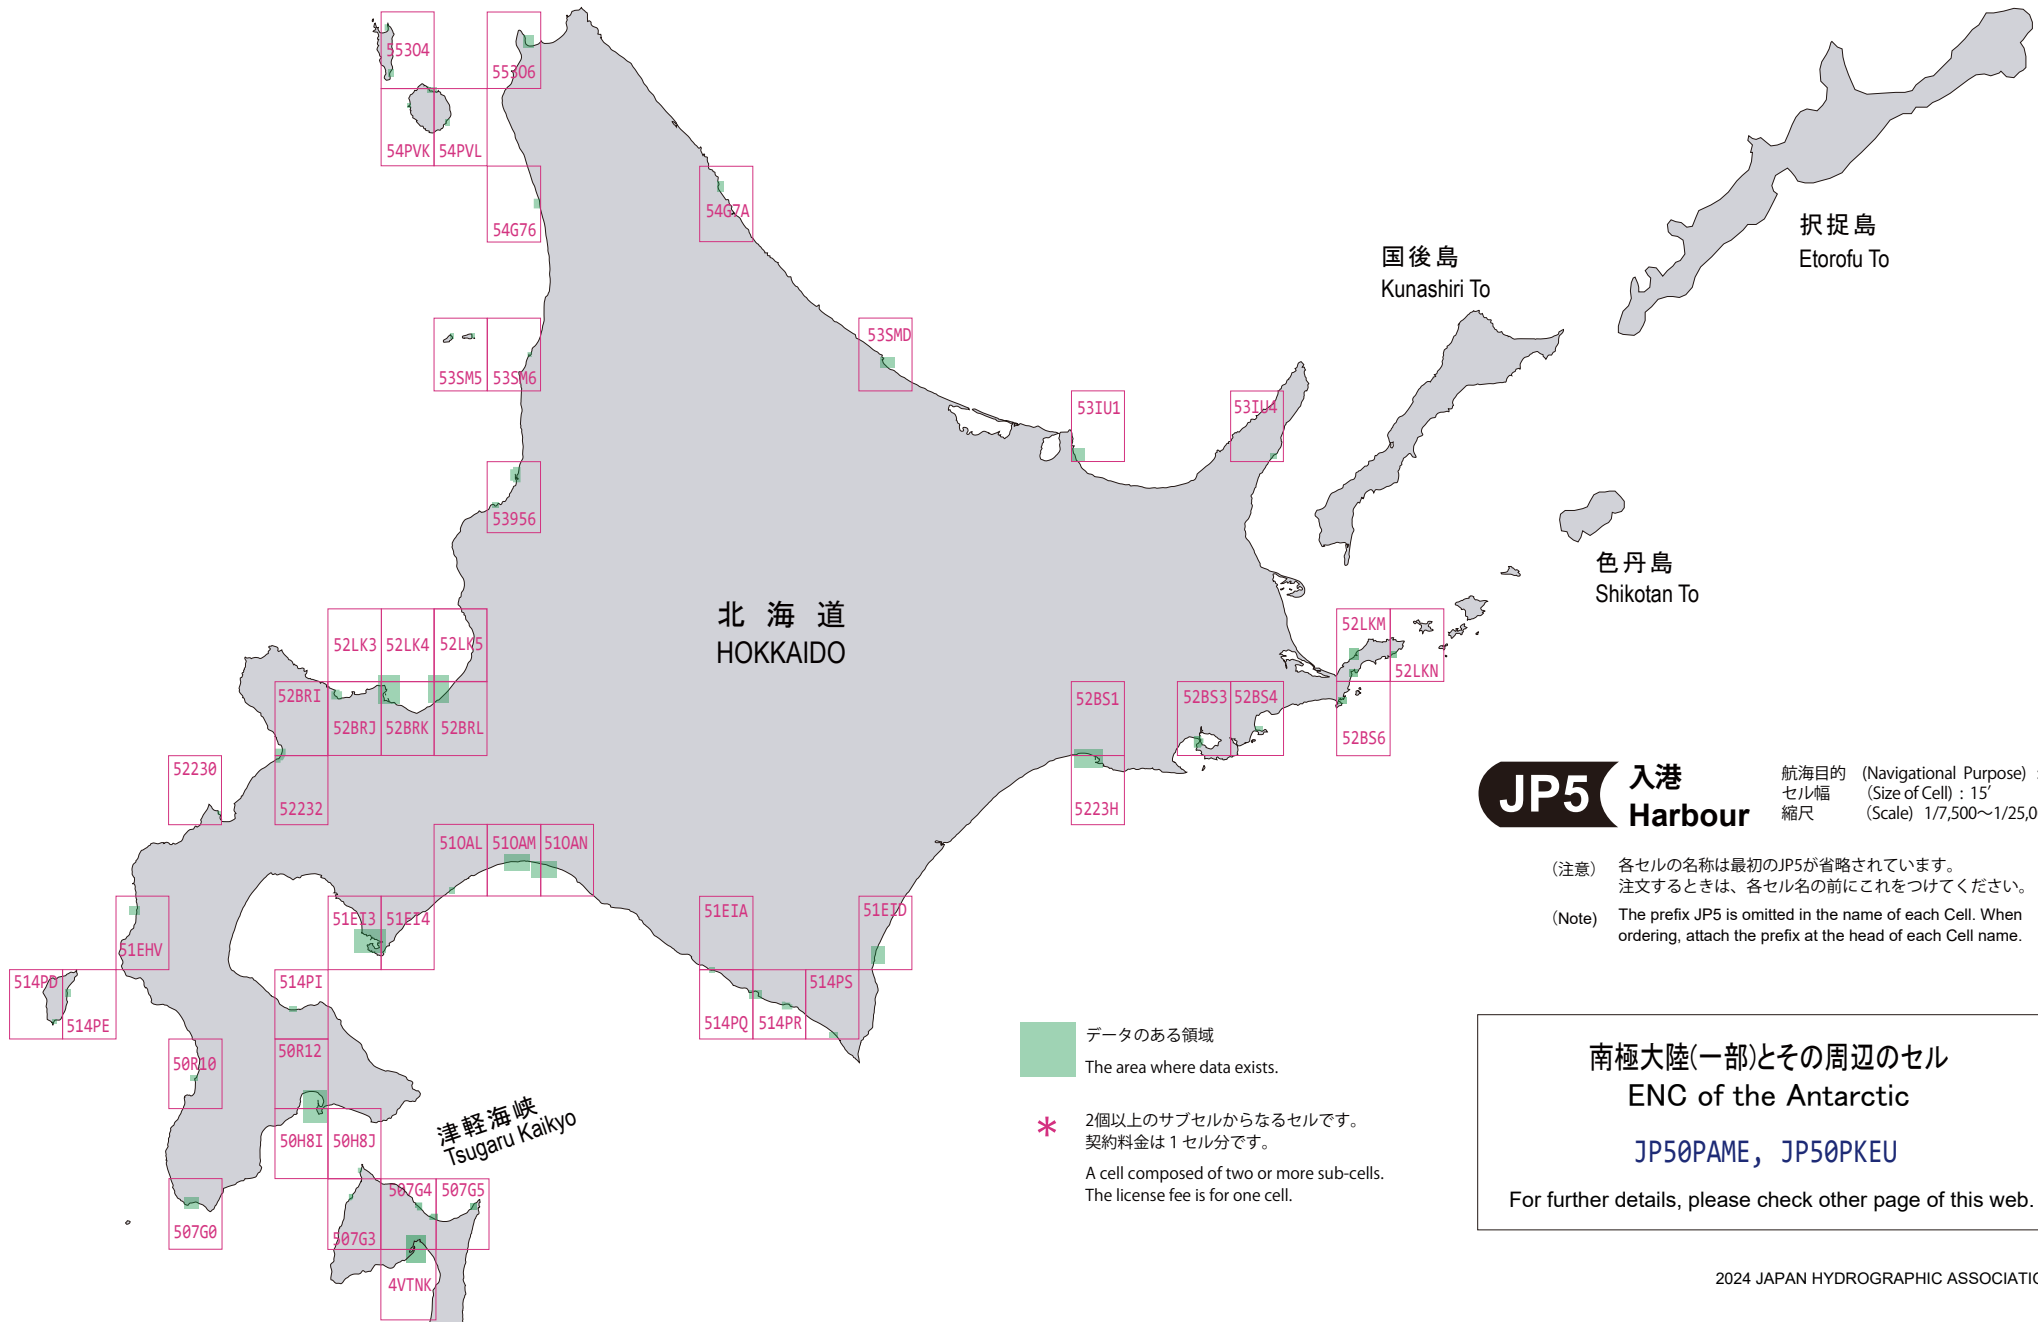 55304
55306
54PVK
54PVL
54G76
54G7A
択捉島
Etorofu To
国後島
Kunashiri To
53SM5
53SM6
53SMD
53IU1
53IU4
53956
色丹島
Shikotan To
北 海 道
HOKKAIDO
52LK3
52LK4
52LK5
52LKM
52LKN
52BRI
52BRJ
52BRK
52BRL
52BS1
52BS3
52BS4
52BS6
52230
52232
5223H
JP5
入港
Harbour
航海目的 (Navigational Purpose) :
セル幅 (Size of Cell) : 15′
縮尺 (Scale) 1/7,500～1/25,0
(注意) 各セルの名称は最初のJP5が省略されています。
注文するときは、各セル名の前にこれをつけてください。
(Note) The prefix JP5 is omitted in the name of each Cell. When
ordering, attach the prefix at the head of each Cell name.
510AL
510AM
510AN
51EHV
51EI3
51EI4
51EIA
51EID
514PD
514PE
514PI
514PQ
514PR
514PS
50R10
50R12
50H8I
50H8J
津軽海峡
Tsugaru Kaikyo
507G0
507G3
507G4
507G5
4VTNK
データのある領域
The area where data exists.
* 2個以上のサブセルからなるセルです。
契約料金は１セル分です。
A cell composed of two or more sub-cells.
The license fee is for one cell.
南極大陸(一部)とその周辺のセル
ENC of the Antarctic
JP50PAME, JP50PKEU
For further details, please check other page of this web.
2024 JAPAN HYDROGRAPHIC ASSOCIATIO